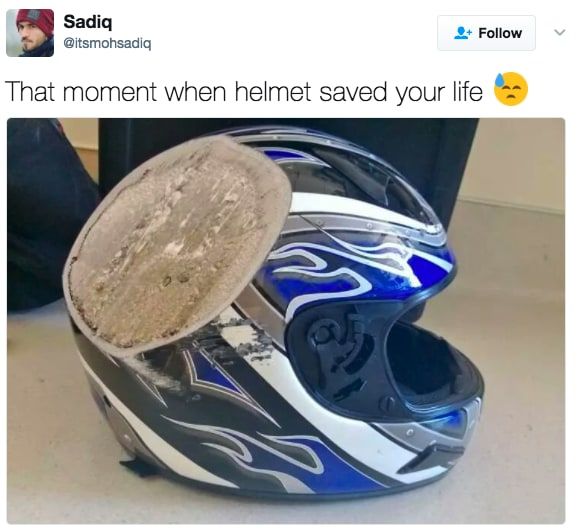 Sadiq
@itsmohsadiq
Follow
That moment when helmet saved your life 😓